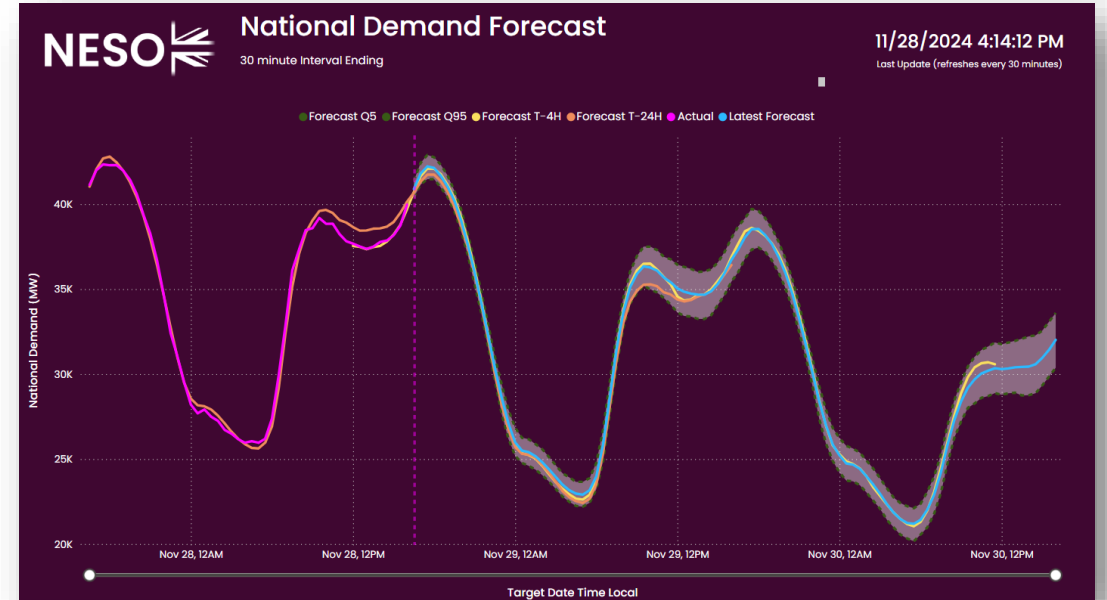 NESO
National Demand Forecast
30 minute Interval Ending
11/28/2024 4:14:12 PM
Last Update (refreshes every 30 minutes)
Forecast Q5 Forecast Q95 Forecast T-4H Forecast T-24H Actual Latest Forecast
National Demand (MW)
40K
35K
30K
25K
20K
Nov 28, 12AM Nov 28, 12PM Nov 29, 12AM Nov 29, 12PM Nov 30, 12AM Nov 30, 12PM
Target Date Time Local